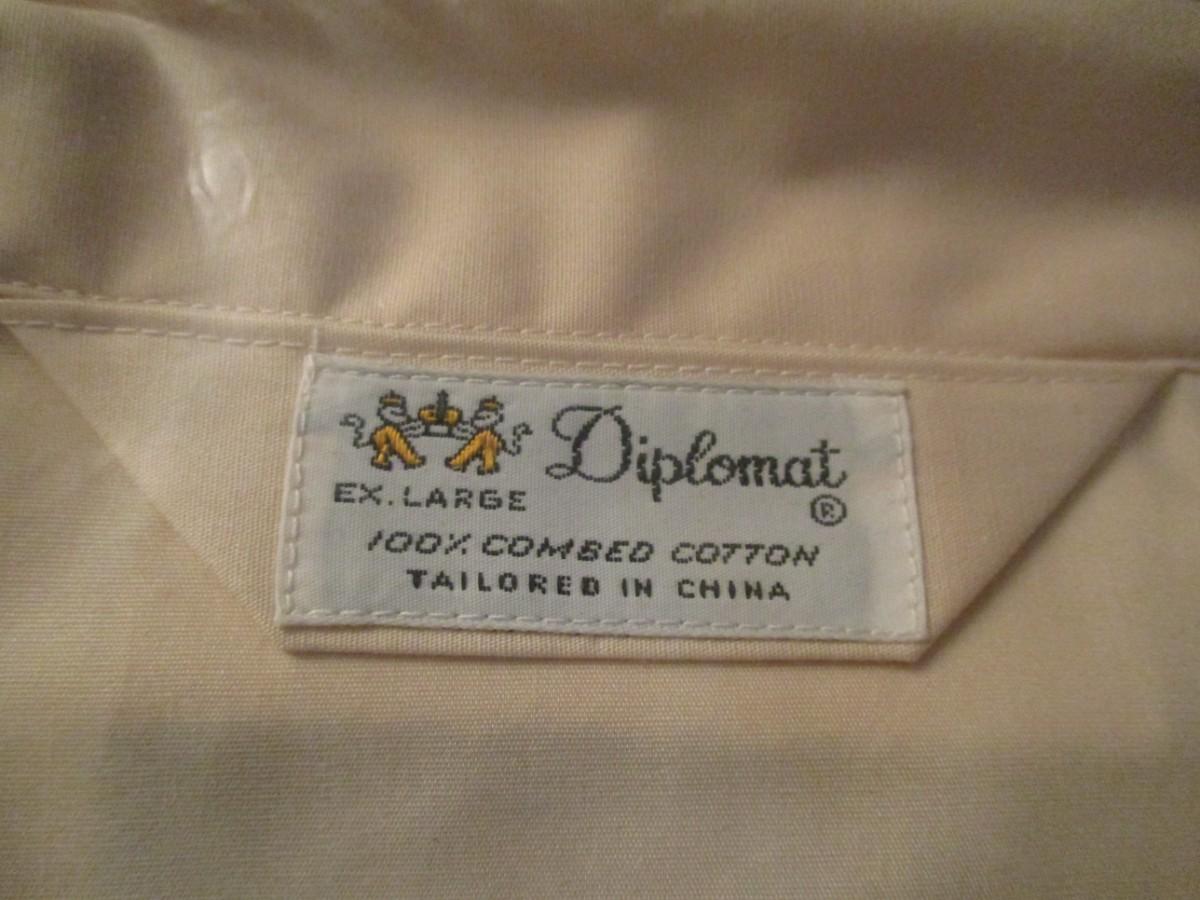 Diplomat
®
EX.LARGE
100% COMBED COTTON
TAILORED IN CHINA